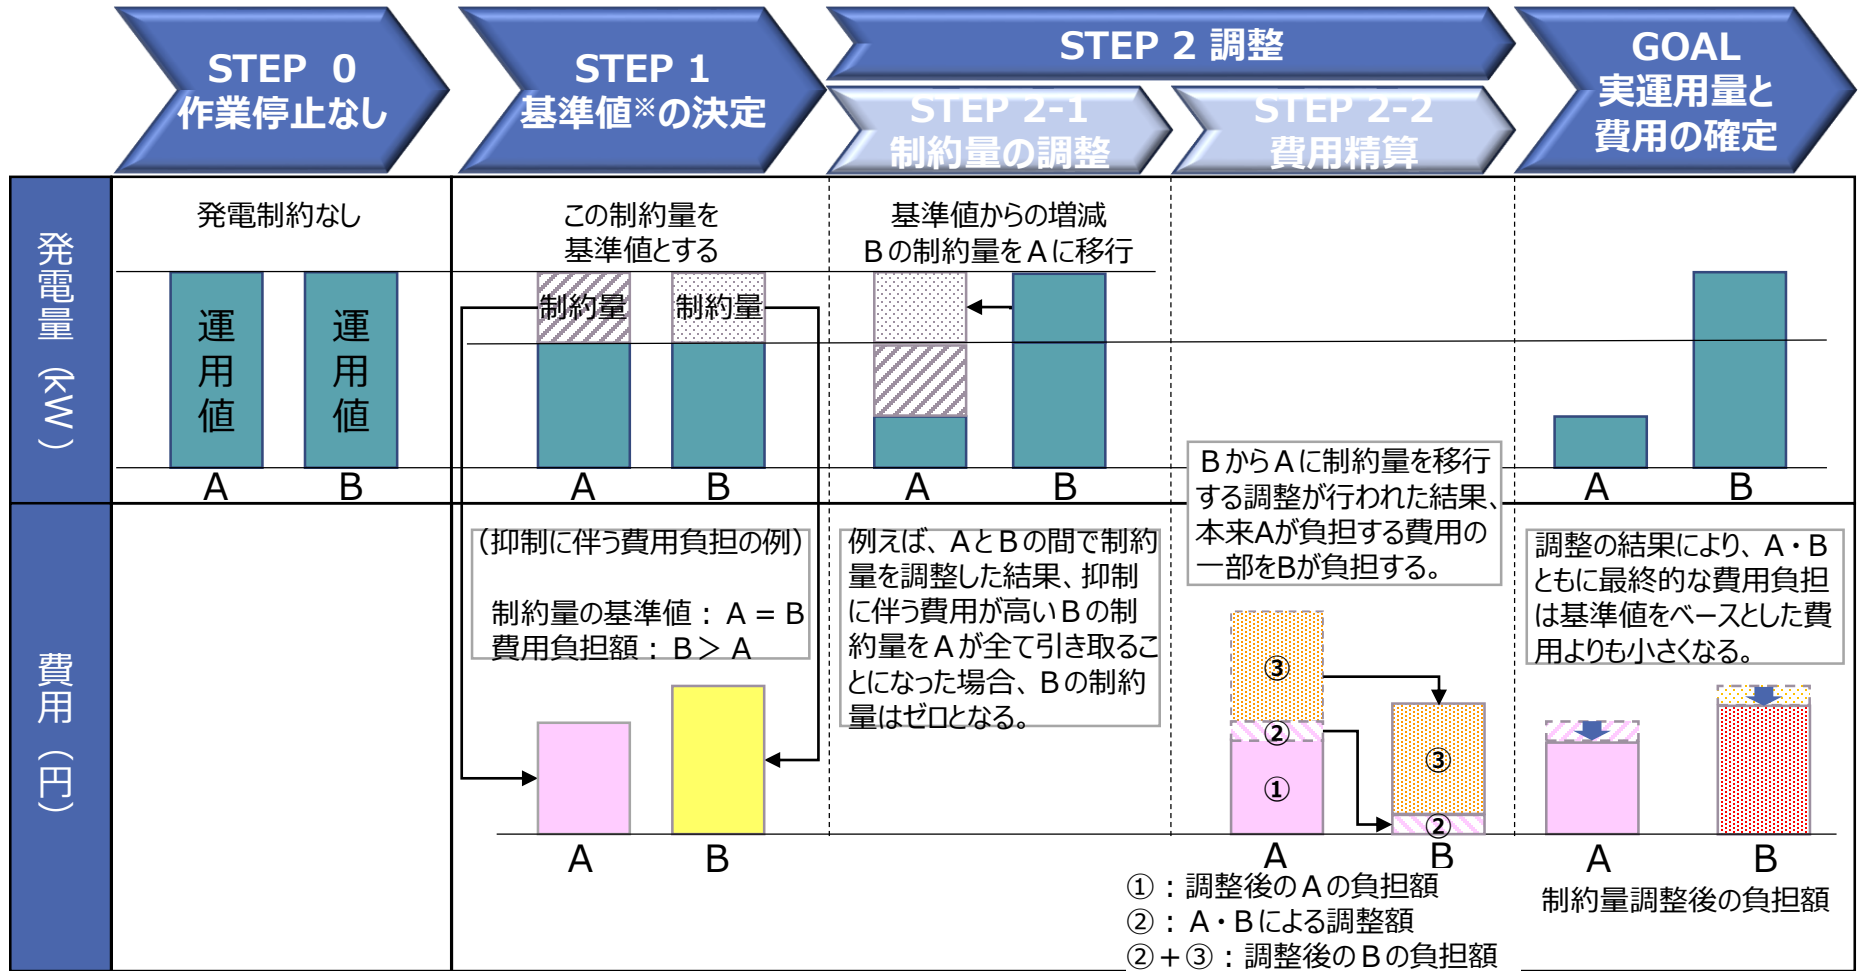 STEP 0
作業停止なし
STEP 1
基準値※の決定
STEP 2 調整
STEP 2-1
制約量の調整
STEP 2-2
費用精算
GOAL
実運用量と
費用の確定
発電量（kW）
発電制約なし
運用値
運用値
A
B
この制約量を
基準値とする
制約量
制約量
A
B
基準値からの増減
Ｂの制約量をＡに移行
A
B
A
B
費用（円）
（抑制に伴う費用負担の例）
制約量の基準値：Ａ＝Ｂ
費用負担額：Ｂ＞Ａ
A
B
例えば、ＡとＢの間で制約
量を調整した結果、抑制
に伴う費用が高いＢの制
約量をＡが全て引き取るこ
とになった場合、Ｂの制約
量はゼロとなる。
ＢからＡに制約量を移行
する調整が行われた結果、
本来Aが負担する費用の
一部をBが負担する。
③
②
①
③
②
A
B
①：調整後のＡの負担額
②：Ａ・Ｂによる調整額
②＋③：調整後のＢの負担額
調整の結果により、Ａ・Ｂ
ともに最終的な費用負担
は基準値をベースとした費
用よりも小さくなる。
A
B
制約量調整後の負担額